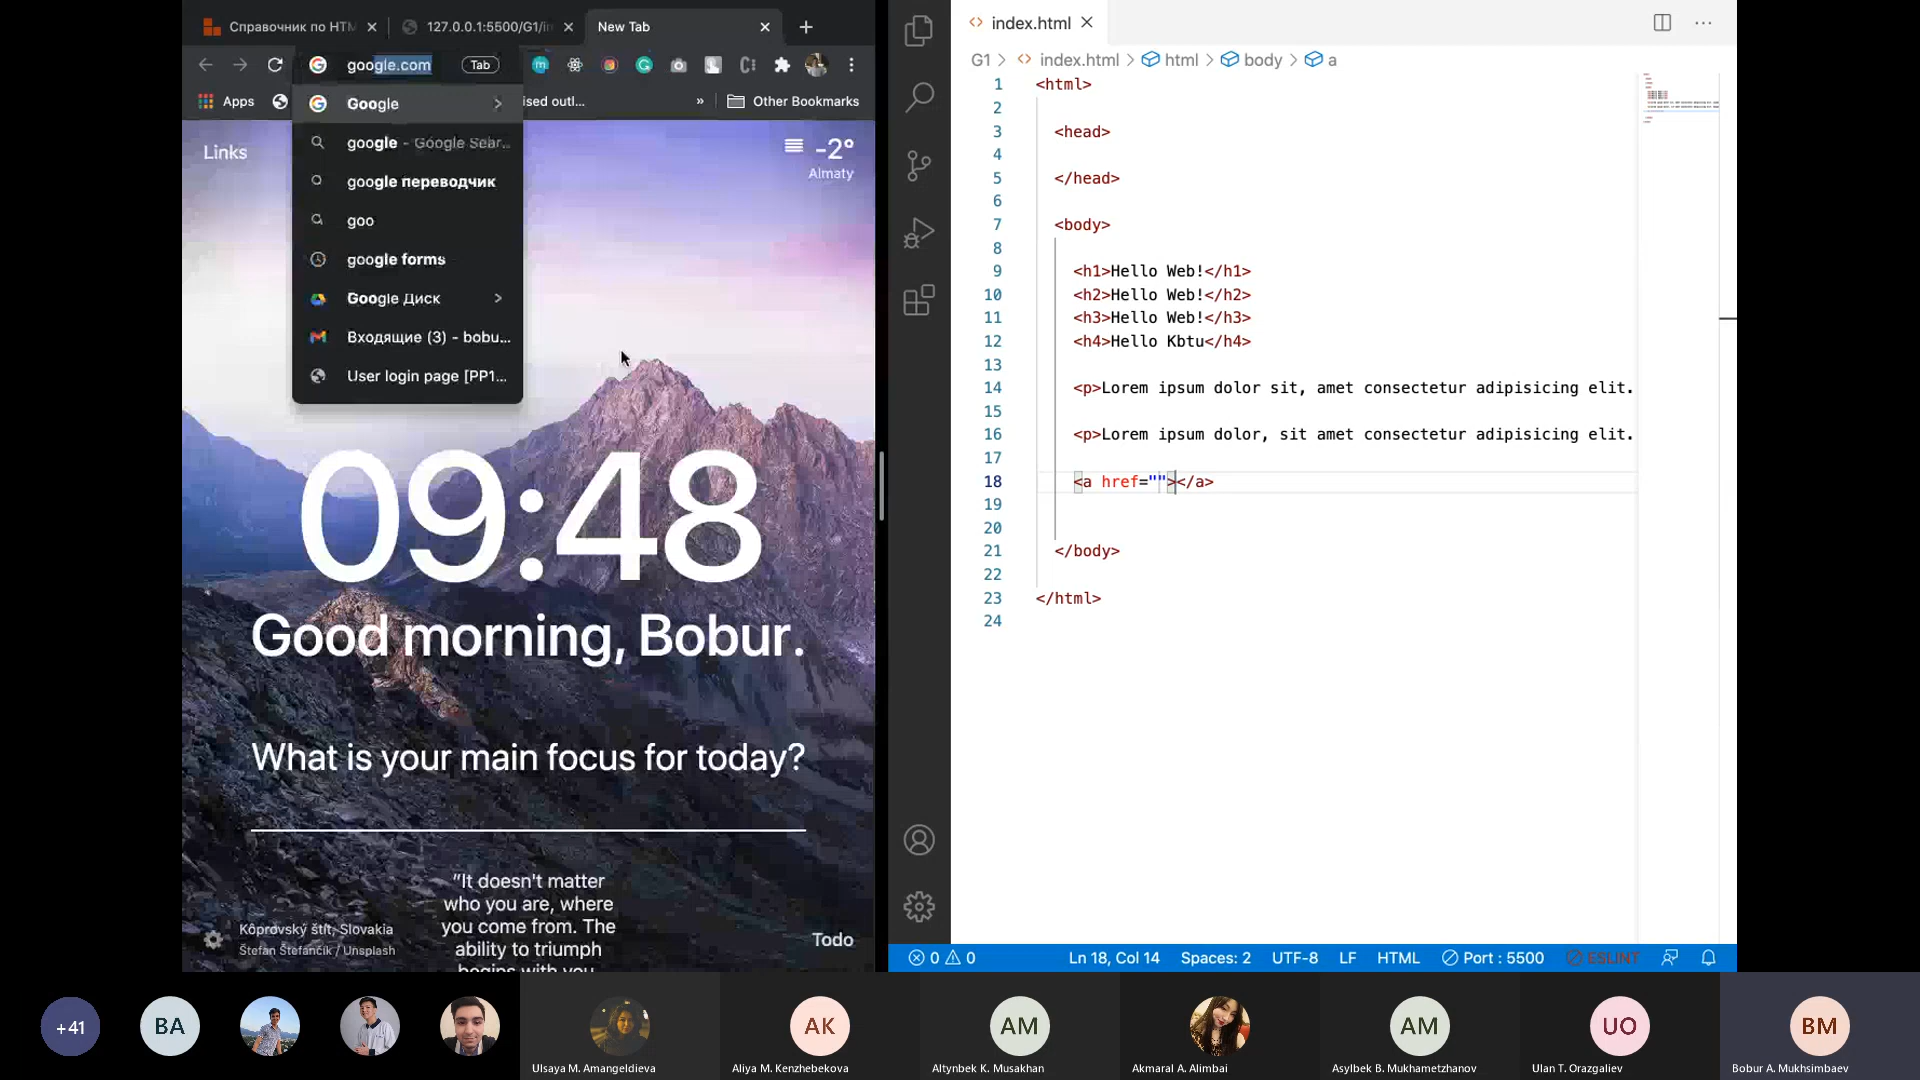 Справочник по HTM
127.0.0.1:5500/G1/in
New Tab
google.com
Tab
Apps
ised outl...
»
Other Bookmarks
Google
google - Google Sear...
google переводчик
goo
google forms
Google Диск
Входящие (3) - bobu...
User login page [PP1...
Links
-2°
Almaty
09:48
Good morning, Bobur.
What is your main focus for today?
“It doesn't matter
who you are, where
you come from. The
ability to triumph
begins with you.
Kôprovský štít, Slovakia
Štefan Štefančík / Unsplash
Todo
index.html
G1 > index.html > html > body > a
1 <html>
2
3 <head>
4
5 </head>
6
7 <body>
8
9 <h1>Hello Web!</h1>
10 <h2>Hello Web!</h2>
11 <h3>Hello Web!</h3>
12 <h4>Hello Kbtu</h4>
13
14 <p>Lorem ipsum dolor sit, amet consectetur adipisicing elit.
15
16 <p>Lorem ipsum dolor, sit amet consectetur adipisicing elit.
17
18 <a href=""></a>
19
20
21 </body>
22
23 </html>
24
0 0 Ln 18, Col 14 Spaces: 2 UTF-8 LF HTML Port : 5500 ESLINT
+41
BA
AK
AM
AM
UO
BM
Ulsaya M. Amangeldieva
Aliya M. Kenzhebekova
Altynbek K. Musakhan
Akmaral A. Alimbai
Asylbek B. Mukhametzhanov
Ulan T. Orazgaliev
Bobur A. Mukhsimbaev